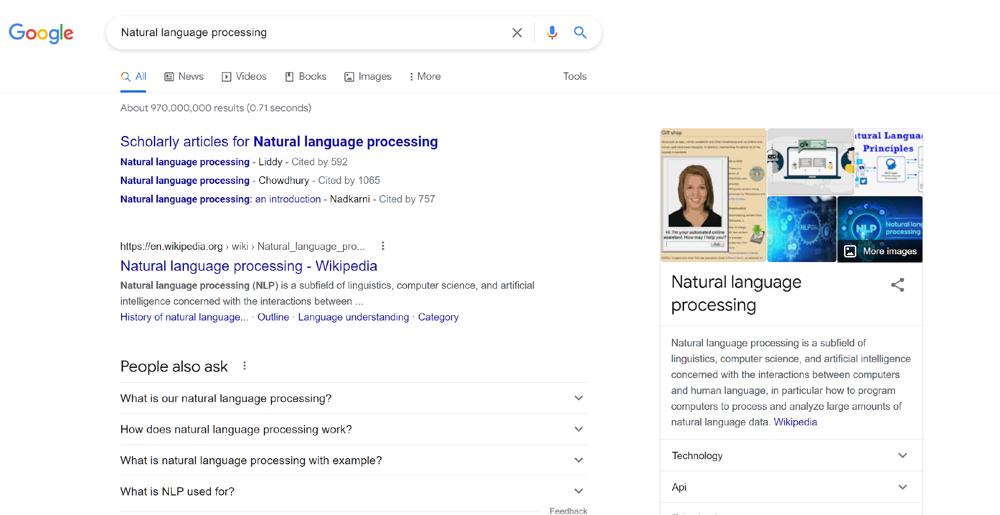 Google
Natural language processing
All News Videos Books Images More Tools
About 970,000,000 results (0.71 seconds)
Scholarly articles for Natural language processing
Natural language processing - Liddy - Cited by 592
Natural language processing - Chowdhury - Cited by 1065
Natural language processing: an introduction - Nadkarni - Cited by 757
https://en.wikipedia.org › wiki › Natural_language_pro...
Natural language processing - Wikipedia
Natural language processing (NLP) is a subfield of linguistics, computer science, and artificial
intelligence concerned with the interactions between ...
History of natural language... · Outline · Language understanding · Category
People also ask
What is our natural language processing?
How does natural language processing work?
What is natural language processing with example?
What is NLP used for?
Feedback
Gift shop
Hi. I'm your automated online
assistant. How may I help you?
Ask
tural Langua
Principles
NLP
NLP
Natural lang
processing
More images
Natural language
processing
Natural language processing is a subfield of
linguistics, computer science, and artificial intelligence
concerned with the interactions between computers
and human language, in particular how to program
computers to process and analyze large amounts of
natural language data. Wikipedia
Technology
Api